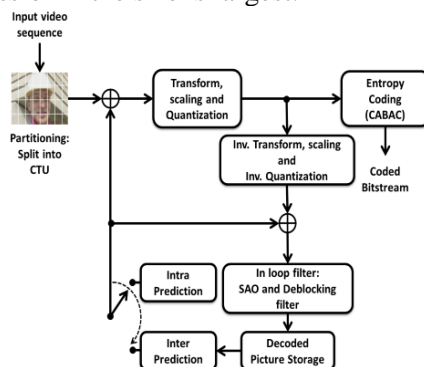 Input video
sequence
Partitioning:
Split into
CTU
Transform,
scaling and
Quantization
Entropy
Coding
(CABAC)
Inv. Transform, scaling
and
Inv. Quantization
Coded
Bitstream
In loop filter:
SAO and Deblocking
filter
Intra
Prediction
Inter
Prediction
Decoded
Picture Storage